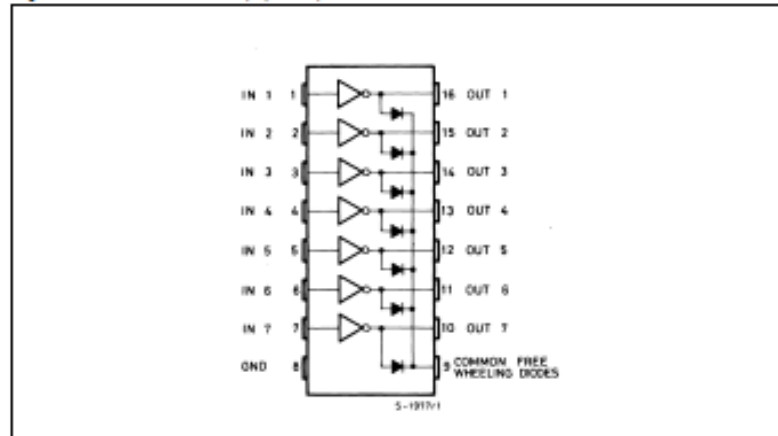 IN 1 1 16 OUT 1
IN 2 2 15 OUT 2
IN 3 3 14 OUT 3
IN 4 4 13 OUT 4
IN 5 5 12 OUT 5
IN 6 6 11 OUT 6
IN 7 7 10 OUT 7
GND 8 9 COMMON FREE
WHEELING DIODES